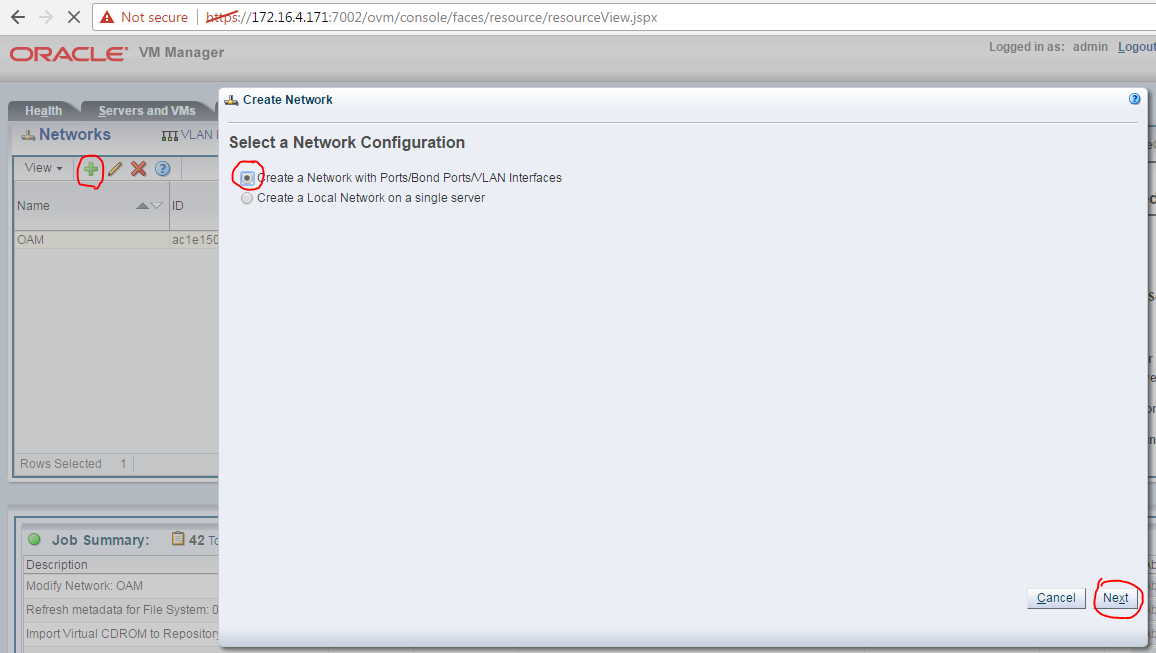 Not secure | https://172.16.4.171:7002/ovm/console/faces/resource/resourceView.jspx
ORACLE VM Manager
Logged in as: admin Logout
Health Servers and VMs
Create Network
Networks VLAN
Select a Network Configuration
View
Create a Network with Ports/Bond Ports/VLAN Interfaces
Create a Local Network on a single server
Name ID
OAM ac1e150
Rows Selected 1
Job Summary: 42
Description
Modify Network: OAM
Cancel Next
Refresh metadata for File System: 0
Import Virtual CDROM to Repository